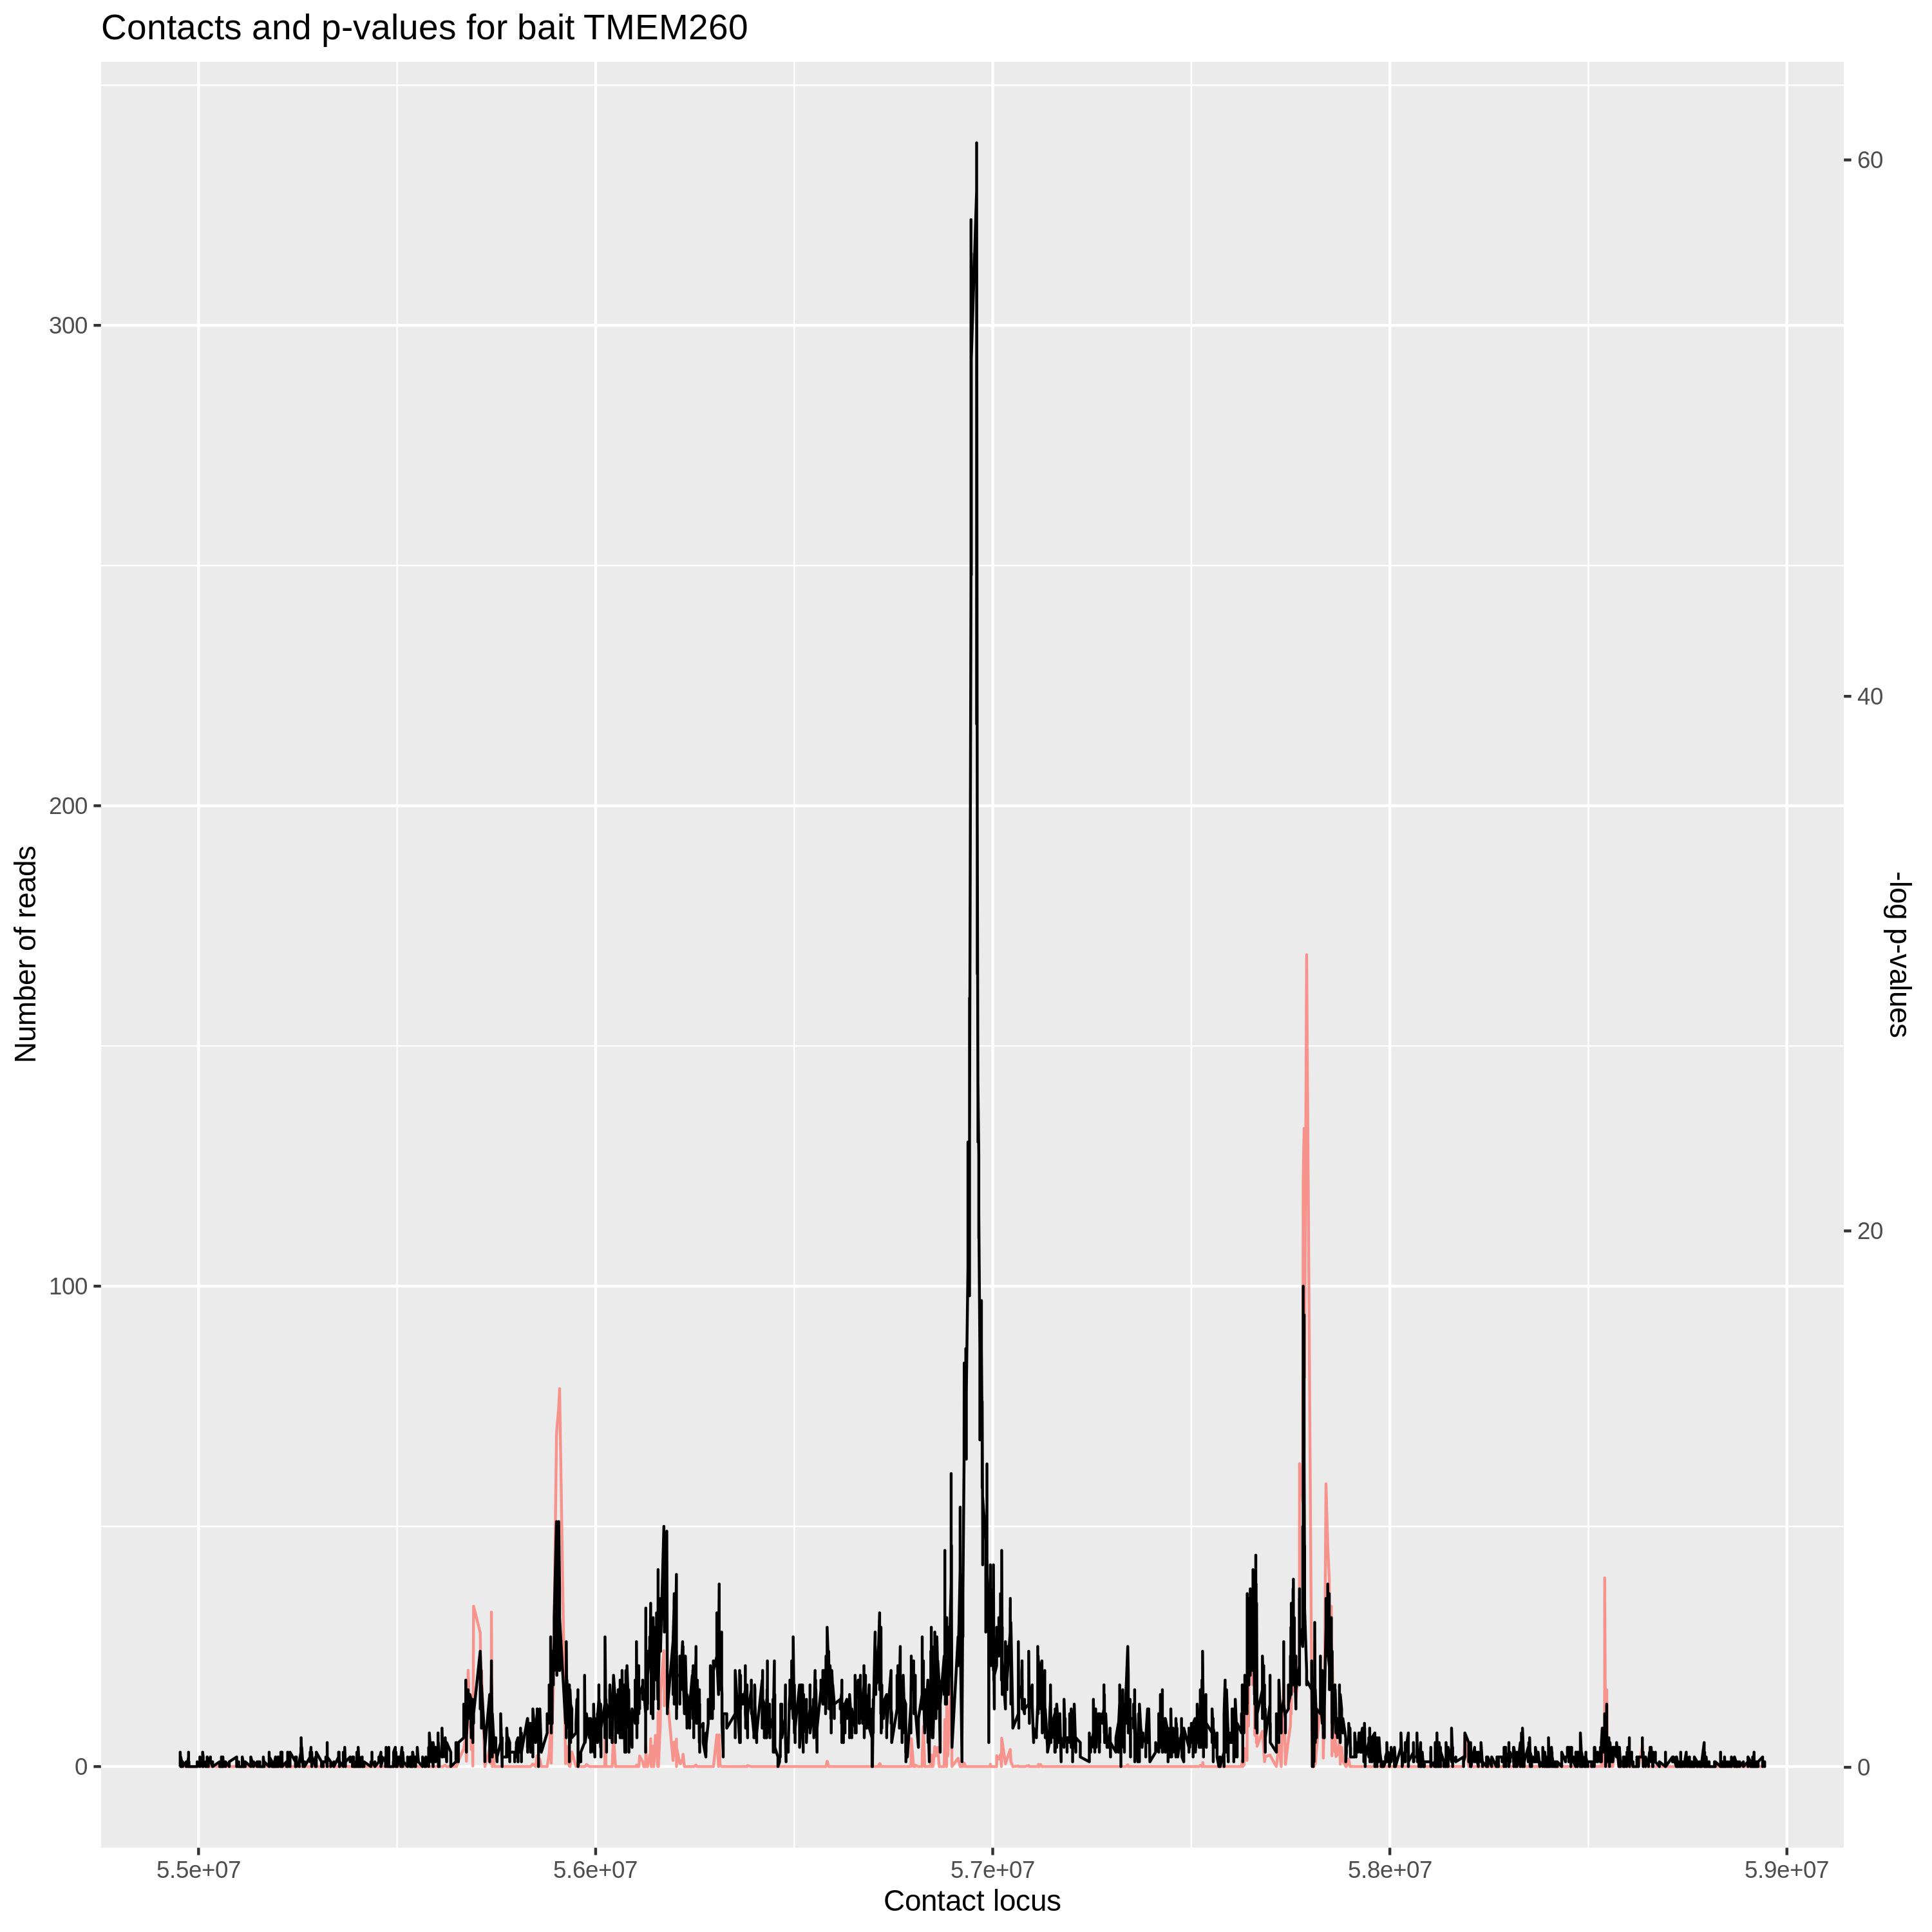 Contacts and p-values for bait TMEM260
Number of reads
300
200
100
0
60
40
20
0
-log p-values
5.5e+07 5.6e+07 5.7e+07 5.8e+07 5.9e+07
Contact locus